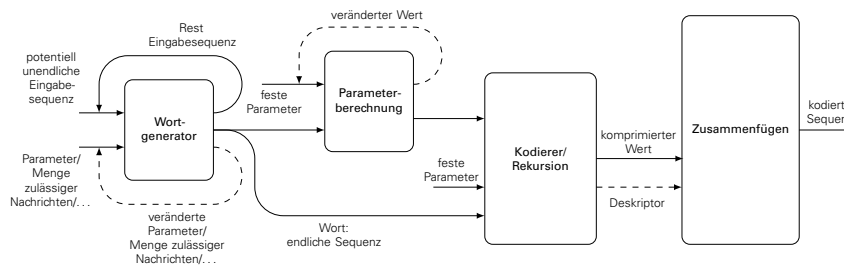 Rest
Eingabesequenz
potentiell
unendliche
Eingabe-
sequenz
Wort-
generator
Parameter/
Menge
zulässiger
Nachrichten/...
veränderte
Parameter/
Menge zulässiger
Nachrichten/...
veränderter Wert
feste
Parameter
Parameter-
berechnung
Wort:
endliche Sequenz
feste
Parameter
Kodierer/
Rekursion
komprimierter
Wert
Deskriptor
Zusammenfügen
kodiert
Sequen